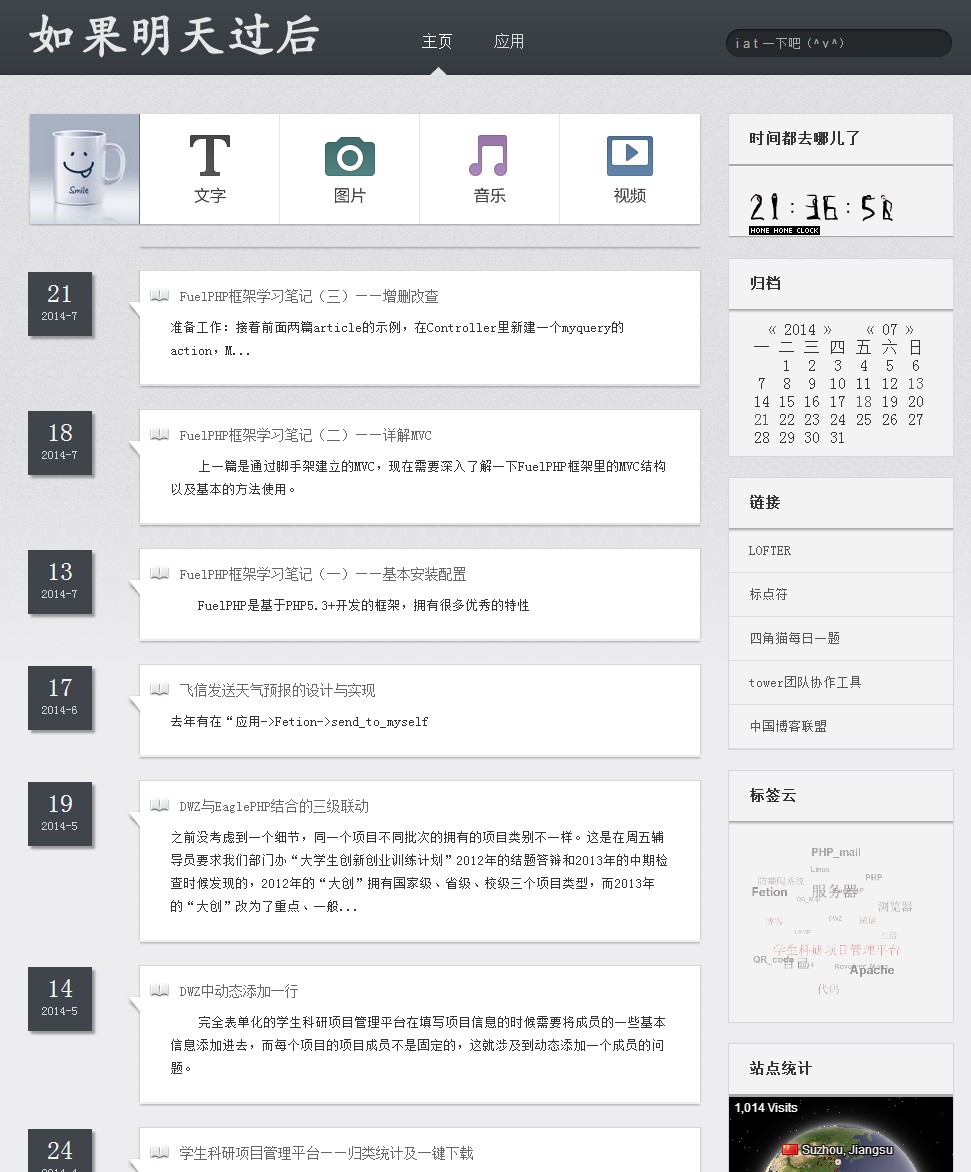 如果明天过后
主页
应用
i a t 一下吧（^ v ^）
Smile
文字
图片
音乐
视频
21
2014-7
FuelPHP框架学习笔记（三）——增删改查
准备工作：接着前面两篇article的示例，在Controller里新建一个myquery的
action，M...
18
2014-7
FuelPHP框架学习笔记（二）——详解MVC
上一篇是通过脚手架建立的MVC，现在需要深入了解一下FuelPHP框架里的MVC结构
以及基本的方法使用。
13
2014-7
FuelPHP框架学习笔记（一）——基本安装配置
FuelPHP是基于PHP5.3+开发的框架，拥有很多优秀的特性
17
2014-6
飞信发送天气预报的设计与实现
去年有在“应用->Fetion->send_to_myself
19
2014-5
DWZ与EaglePHP结合的三级联动
之前没考虑到一个细节，同一个项目不同批次的拥有的项目类别不一样。这是在周五辅
导员要求我们部门办“大学生创新创业训练计划”2012年的结题答辩和2013年的中期检
查时候发现的，2012年的“大创”拥有国家级、省级、校级三个项目类型，而2013年
的“大创”改为了重点、一般...
14
2014-5
DWZ中动态添加一行
完全表单化的学生科研项目管理平台在填写项目信息的时候需要将成员的一些基本
信息添加进去，而每个项目的项目成员不是固定的，这就涉及到动态添加一个成员的问
题。
24
学生科研项目管理平台——归类统计及一键下载
时间都去哪儿了
HONE HONE CLOCK
归档
« 2014 » « 07 »
一 二 三 四 五 六 日
1 2 3 4 5 6
7 8 9 10 11 12 13
14 15 16 17 18 19 20
21 22 23 24 25 26 27
28 29 30 31
链接
LOFTER
标点符
四角猫每日一题
tower团队协作工具
中国博客联盟
标签云
PHP_mail
Linux
PHP
Fetion
服务器
浏览器
博客
DWZ
学生科研项目管理平台
QR_code
Apache
代码
站点统计
1,014 Visits
Suzhou, Jiangsu